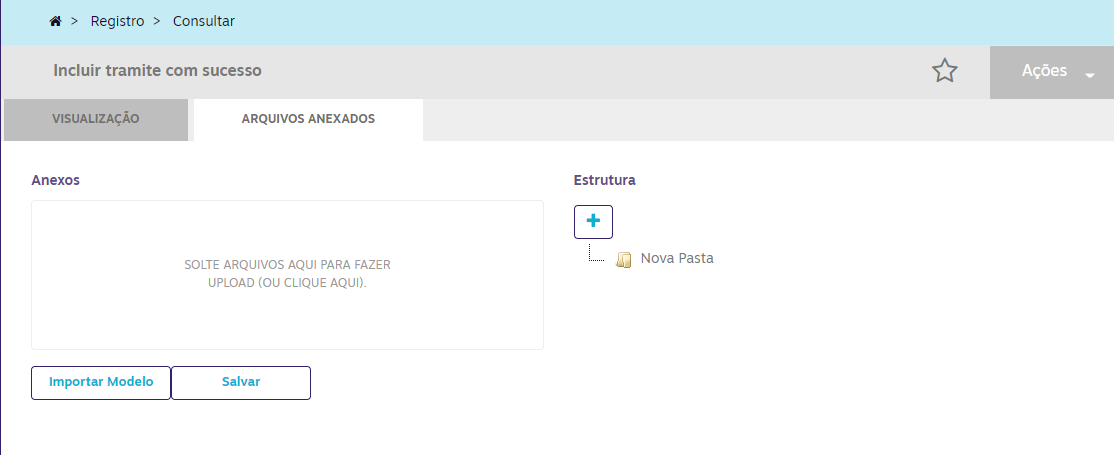 > Registro > Consultar
Incluir tramite com sucesso
Ações
VISUALIZAÇÃO
ARQUIVOS ANEXADOS
Anexos
SOLTE ARQUIVOS AQUI PARA FAZER
UPLOAD (OU CLIQUE AQUI).
Importar Modelo
Salvar
Estrutura
+
Nova Pasta